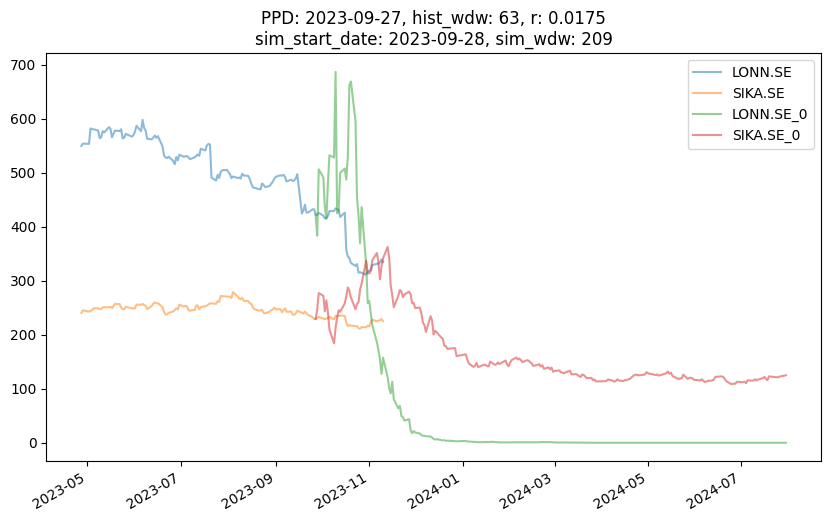 PPD: 2023-09-27, hist_wdw: 63, r: 0.0175
sim_start_date: 2023-09-28, sim_wdw: 209
700
600
500
400
300
200
100
0
LONN.SE
SIKA.SE
LONN.SE_0
SIKA.SE_0
2023-05
2023-07
2023-09
2023-11
2024-01
2024-03
2024-05
2024-07